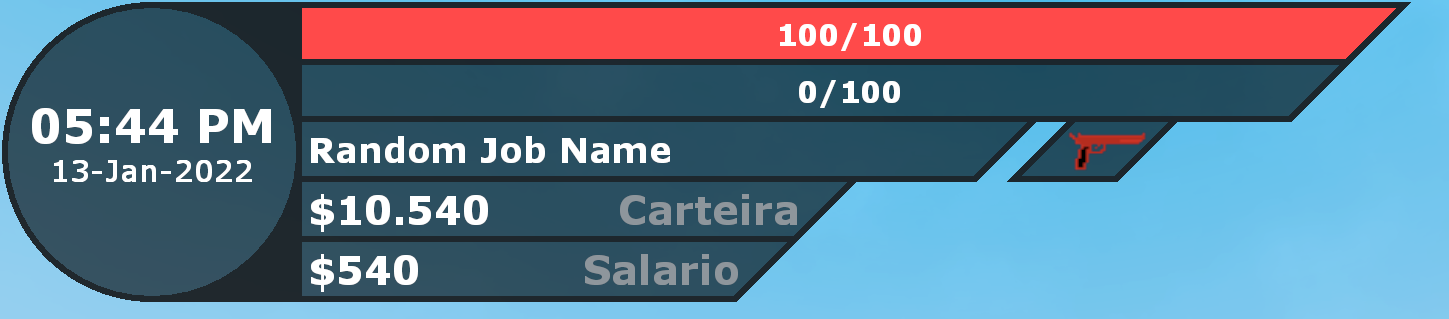 100/100
0/100
05:44 PM
13-Jan-2022
Random Job Name
$10.540 Carteira
$540 Salario